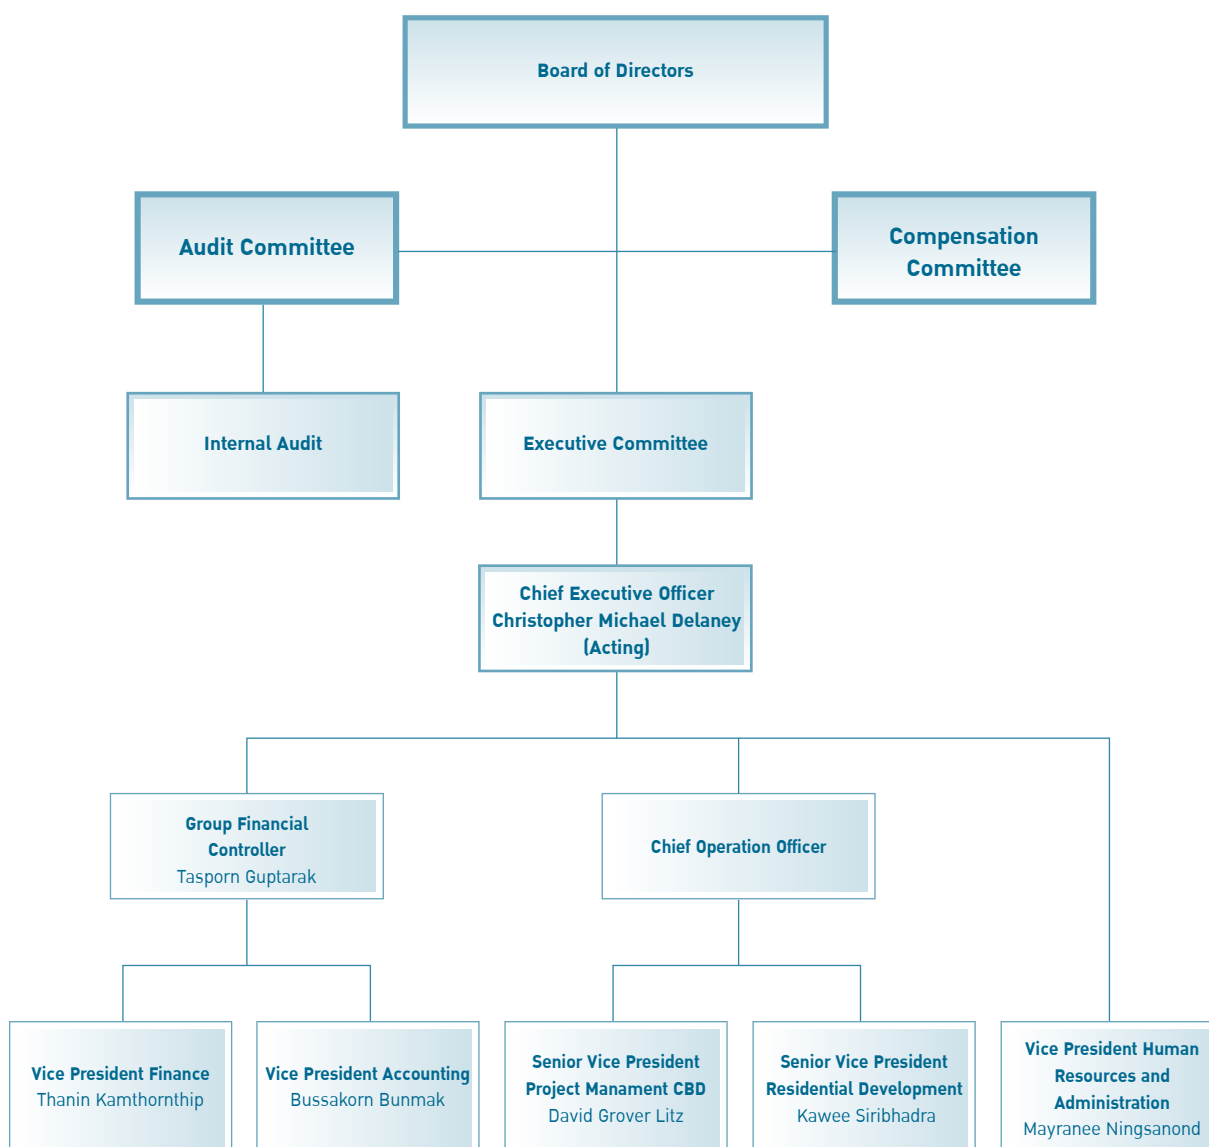 Board of Directors
Audit Committee
Compensation
Committee
Internal Audit
Executive Committee
Chief Executive Officer
Christopher Michael Delaney
(Acting)
Group Financial
Controller
Tasporn Guptarak
Chief Operation Officer
Vice President Finance
Thanin Kamthornthip
Vice President Accounting
Bussakorn Bunmak
Senior Vice President
Project Manament CBD
David Grover Litz
Senior Vice President
Residential Development
Kawee Siribhadra
Vice President Human
Resources and
Administration
Mayranee Ningsanond